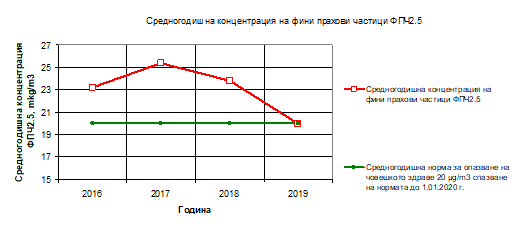 Средногодишна концентрация на фини прахови частици ФПЧ2.5
Средногодишна концентрация
ФПЧ2.5, mkg/m3
27
25
23
21
19
17
15
2016
2017
2018
2019
Година
Средногодишна концентрация на
фини прахови частици ФПЧ2.5
Средногодишна норма за опазване на
човешкото здраве 20 µg/m3 спазване
на нормата до 1.01.2020 г.